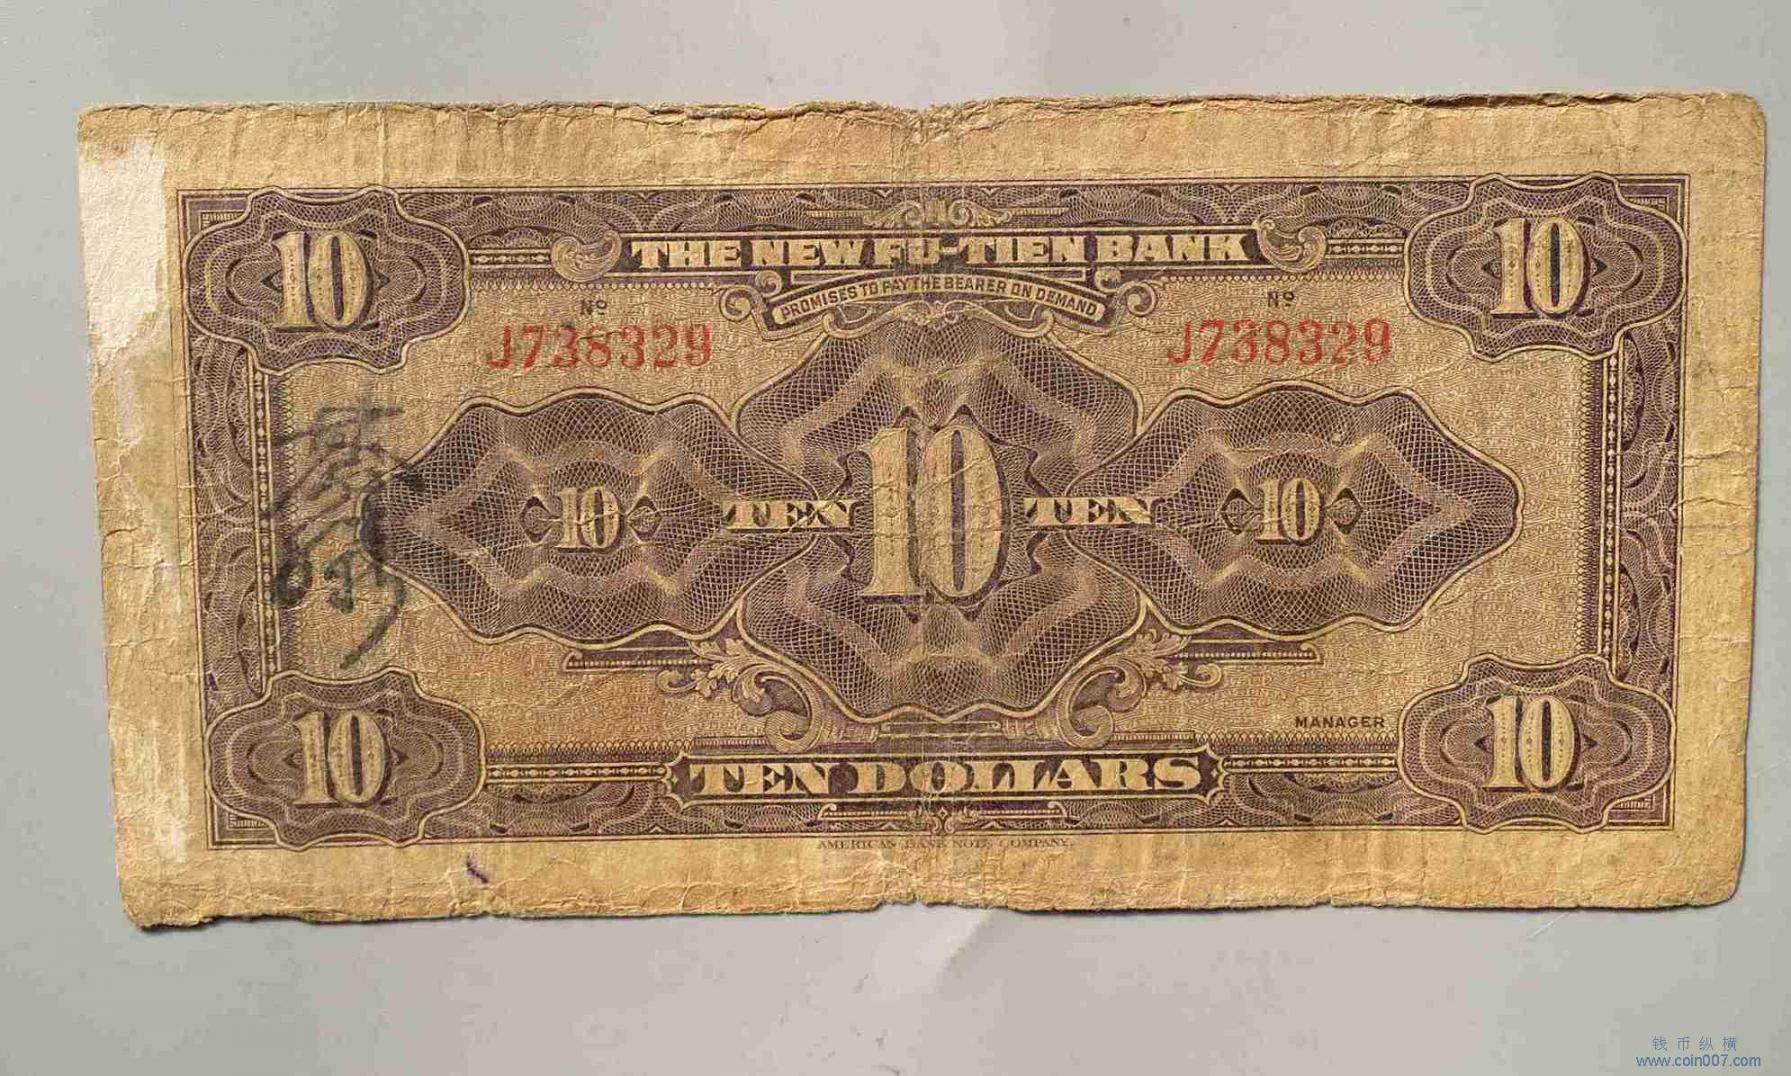 10 10
THE NEW FU-TIEN BANK
PROMISES TO PAY THE BEARER ON DEMAND
Nº Nº
J738329 J738329
10 TEN 10 TEN 10
MANAGER
10 10
TEN DOLLARS
AMERICAN BANK NOTE COMPANY.
钱币纵横
www.coin007.com